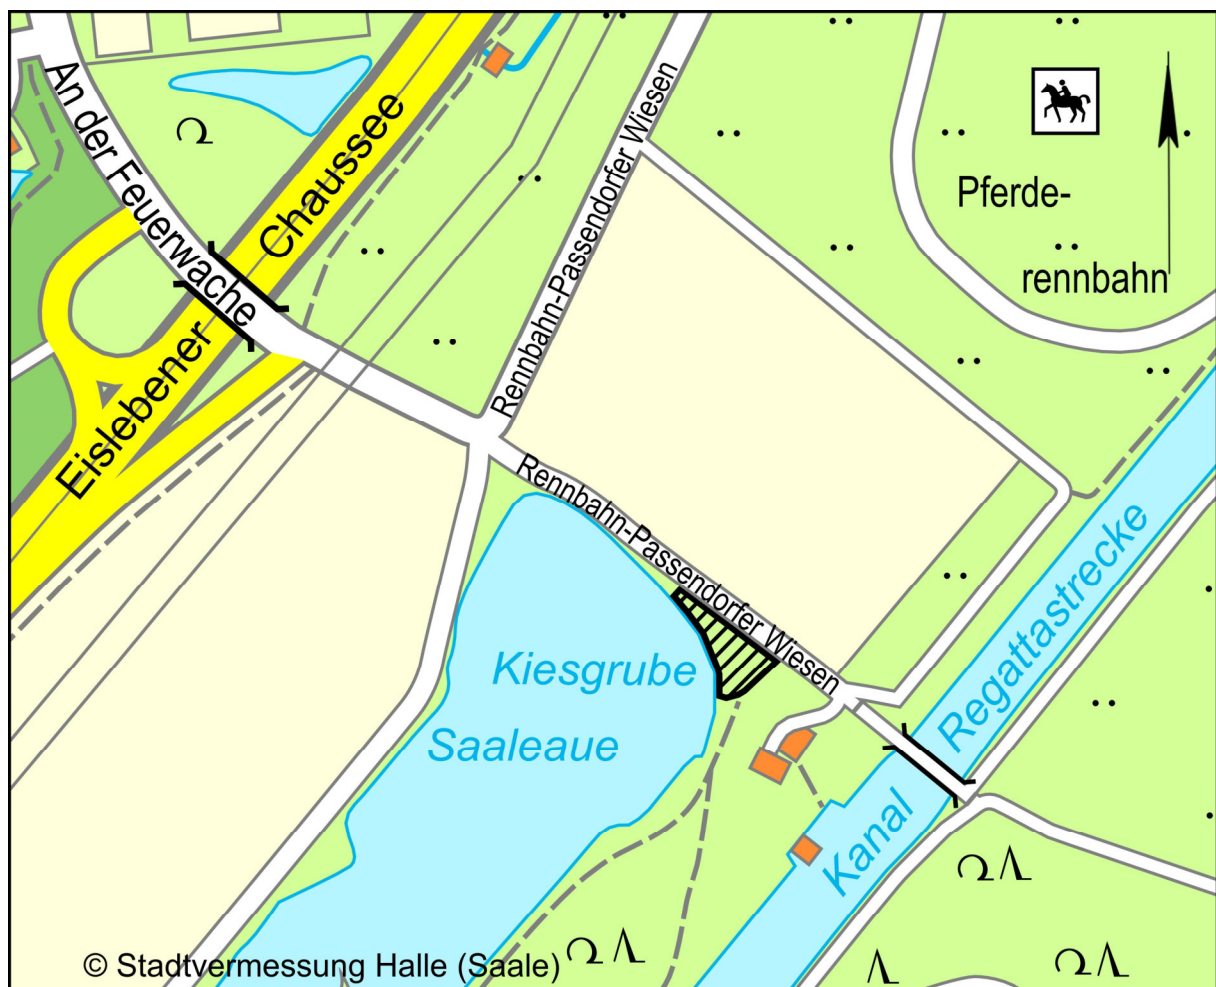 An der Feuerwache
Eislebener Chaussee
Rennbahn-Passendorfer Wiesen
Pferde-
rennbahn
Rennbahn-Passendorfer Wiesen
Kiesgrube
Saaleaue
Kanal Regattastrecke
© Stadtvermessung Halle (Saale)